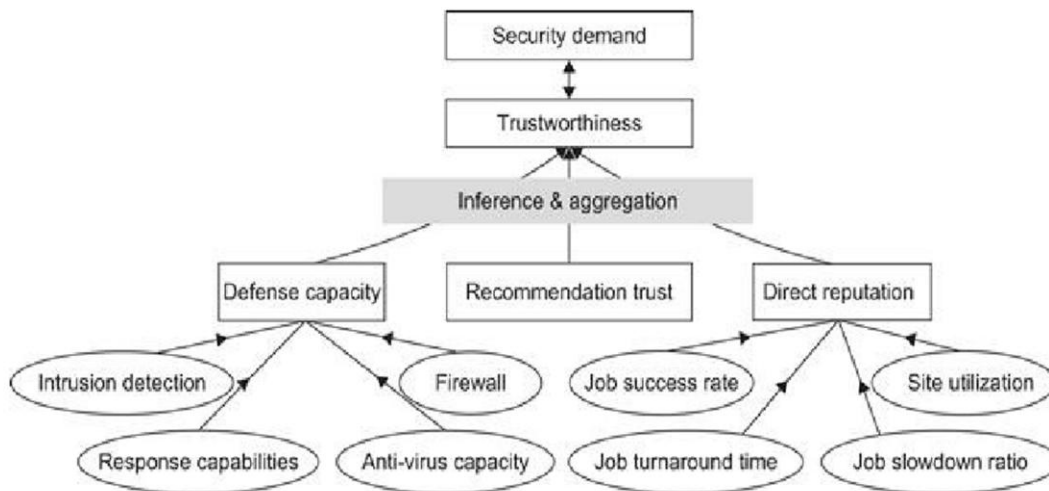 Security demand
Trustworthiness
Inference & aggregation
Defense capacity
Recommendation trust
Direct reputation
Intrusion detection
Firewall
Job success rate
Site utilization
Response capabilities
Anti-virus capacity
Job turnaround time
Job slowdown ratio